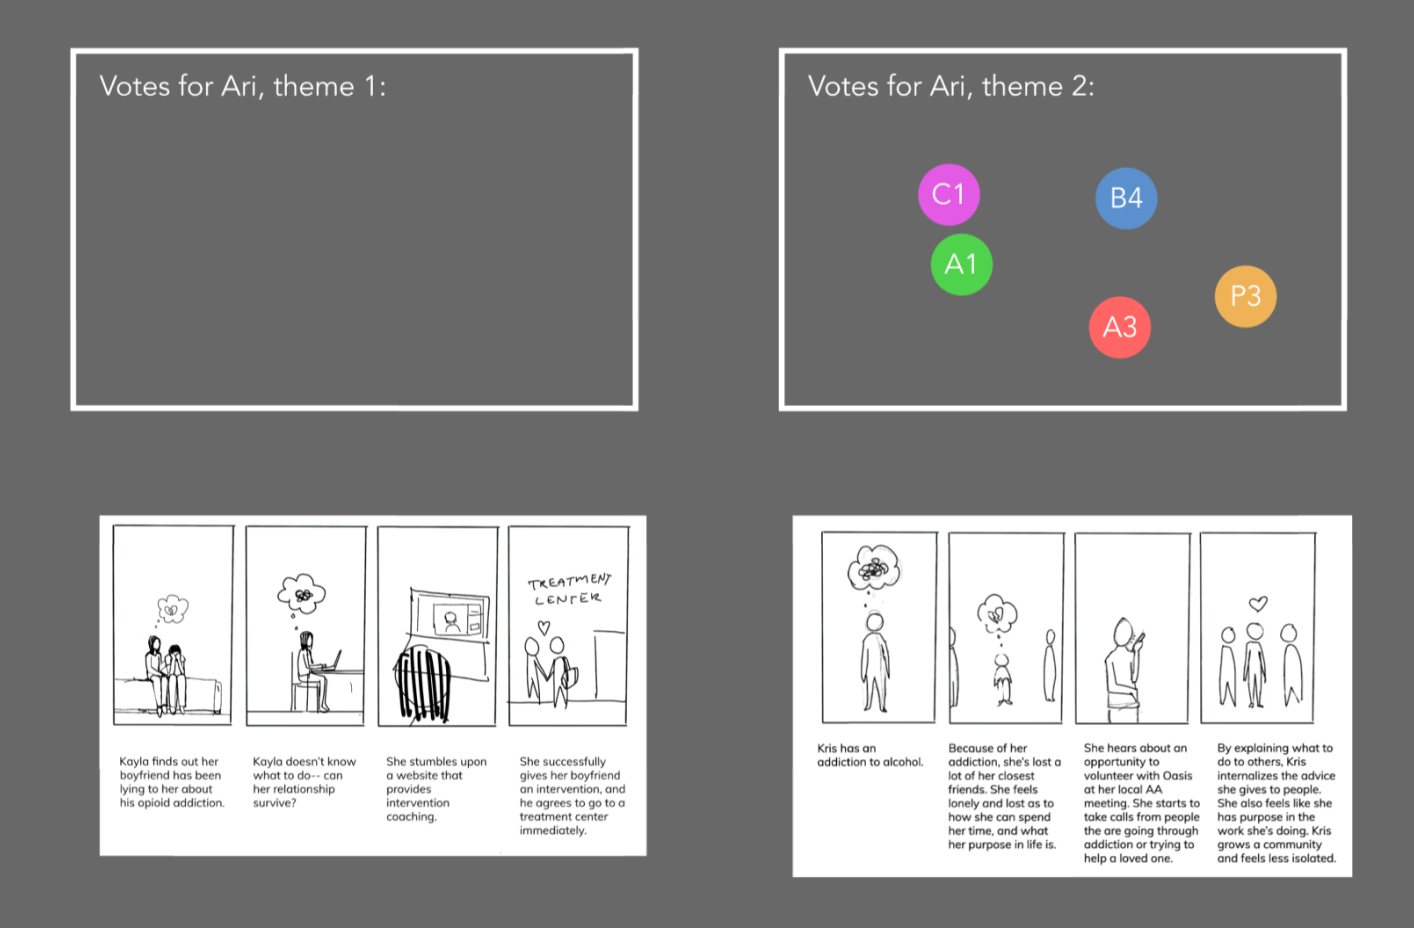 Votes for Ari, theme 1:
Votes for Ari, theme 2:
C1
B4
A1
P3
A3
TREATMENT
CENTER
Kayla finds out her
boyfriend has been
lying to her about
his opioid addiction.
Kayla doesn't know
what to do-- can
her relationship
survive?
She stumbles upon
a website that
provides
intervention
coaching.
She successfully
gives her boyfriend
an intervention, and
he agrees to go to a
treatment center
immediately.
Kris has an
addiction to alcohol.
Because of her
addiction, she's lost a
lot of her closest
friends. She feels
lonely and lost as to
how she can spend
her time, and what
her purpose in life is.
She hears about an
opportunity to
volunteer with Oasis
at her local AA
meeting. She starts to
take calls from people
the are going through
addiction or trying to
help a loved one.
By explaining what to
do to others, Kris
internalizes the advice
she gives to people.
She also feels like she
has purpose in the
work she's doing. Kris
grows a community
and feels less isolated.